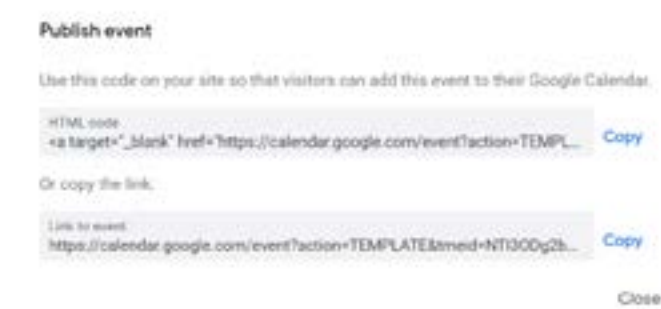 Publish event
Use this code on your site so that visitors can add this event to their Google Calendar.
HTML code
<a target="_blank" href="https://calendar.google.com/event?action=TEMPL... Copy
Or copy the link.
Link to event
https://calendar.google.com/event?action=TEMPLATE&tmeid=NTI3ODg2b... Copy
Close